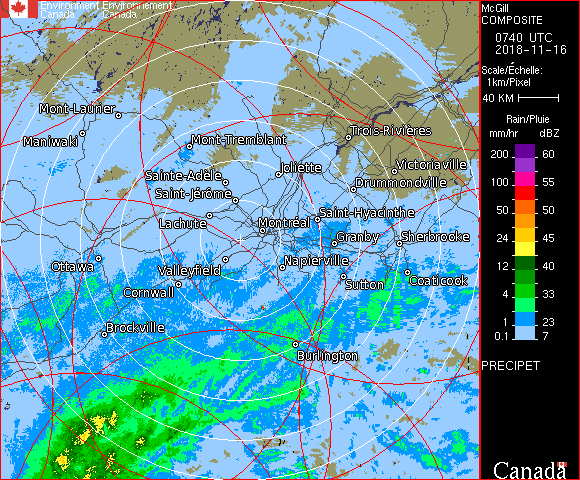 Environment Environnement
Canada Canada
McGill
COMPOSITE
0740 UTC
2018-11-16
Scale/Échelle:
1km/Pixel
40 KM
Rain/Pluie
mm/hr dBZ
200 60
100 55
50 50
24 45
12 40
8 33
4 33
1 23
0.1 7
PRECIPET
Canada
Mont-Laurier
Maniwaki
Mont-Tremblant
Trois-Rivières
Joliette
Victoriaville
Sainte-Adèle
Drummondville
Saint-Jérôme
Saint-Hyacinthe
Lachute
Montréal
Granby
Sherbrooke
Ottawa
Valleyfield
Napierville
Cornwall
Sutton
Coaticook
Brockville
Burlington